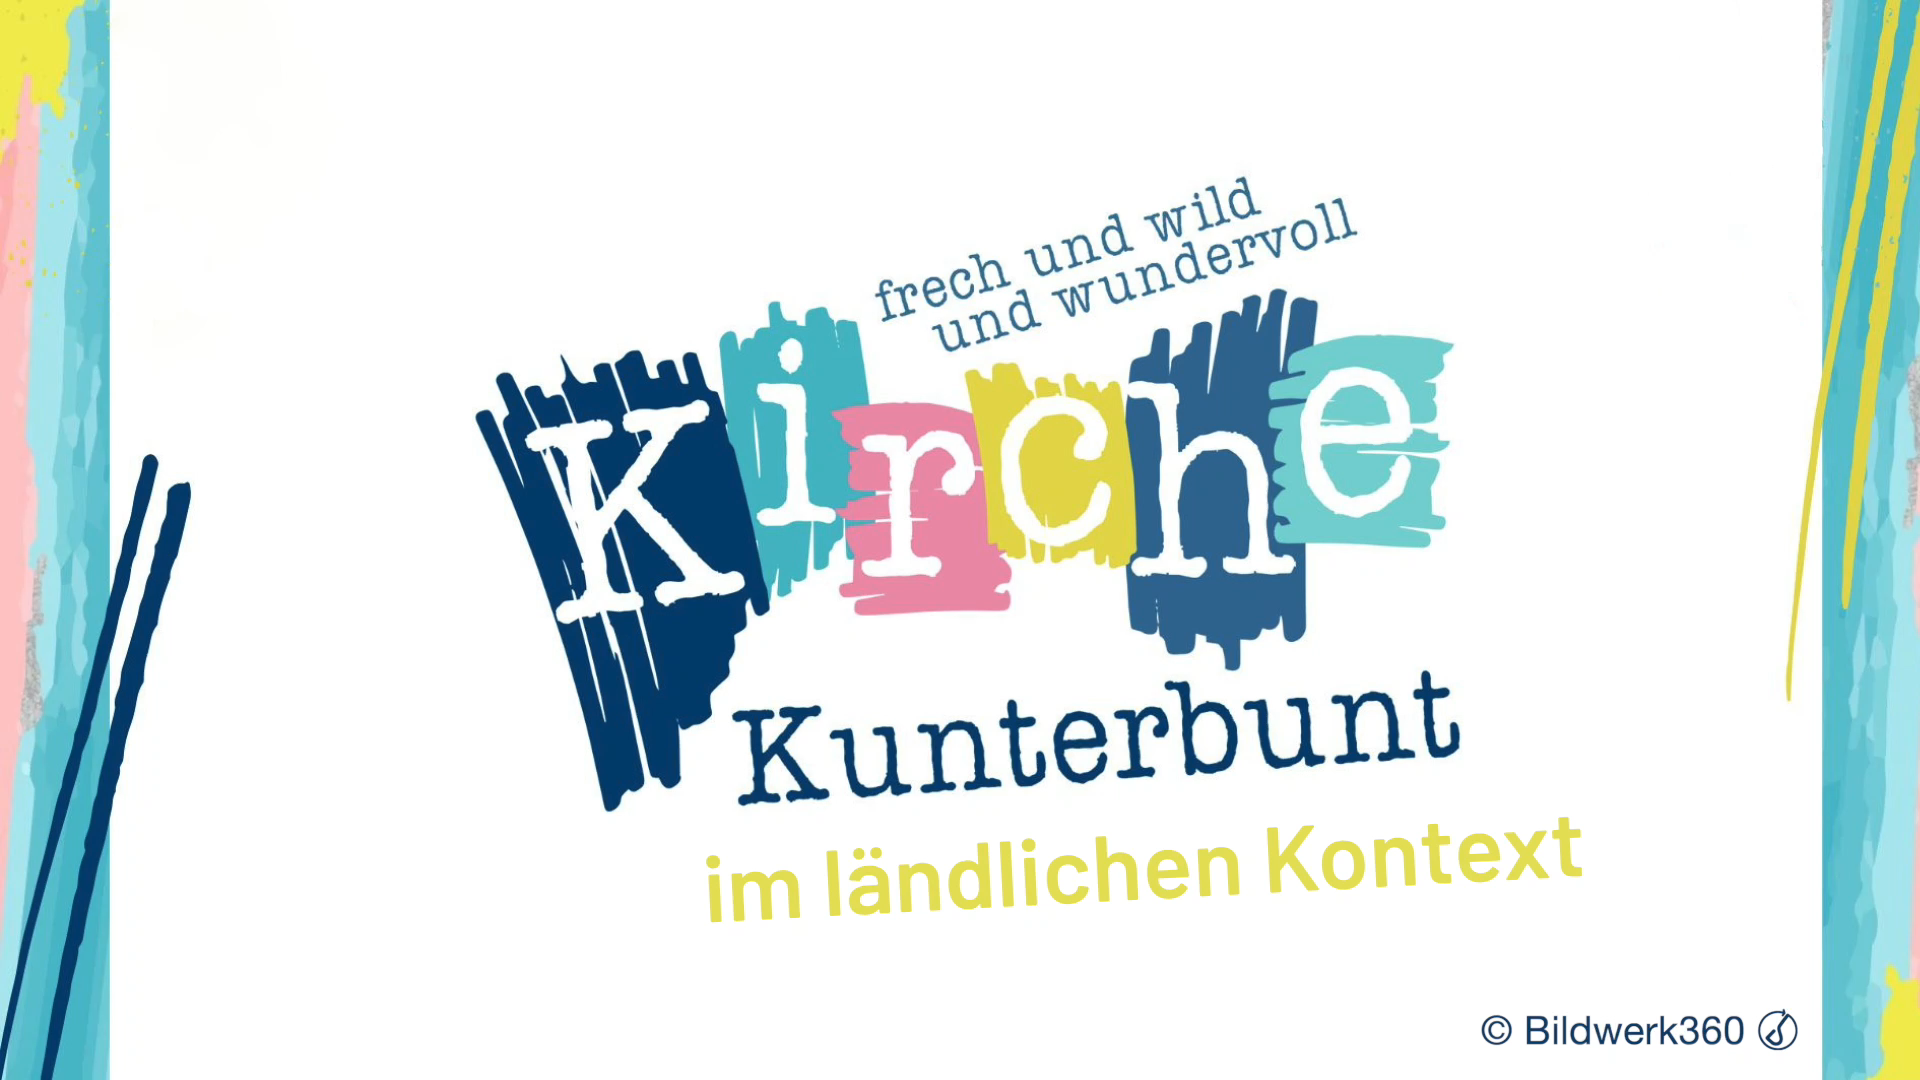 frech und wild
und wundervoll
Kirche
Kunterbunt
im ländlichen Kontext
© Bildwerk360